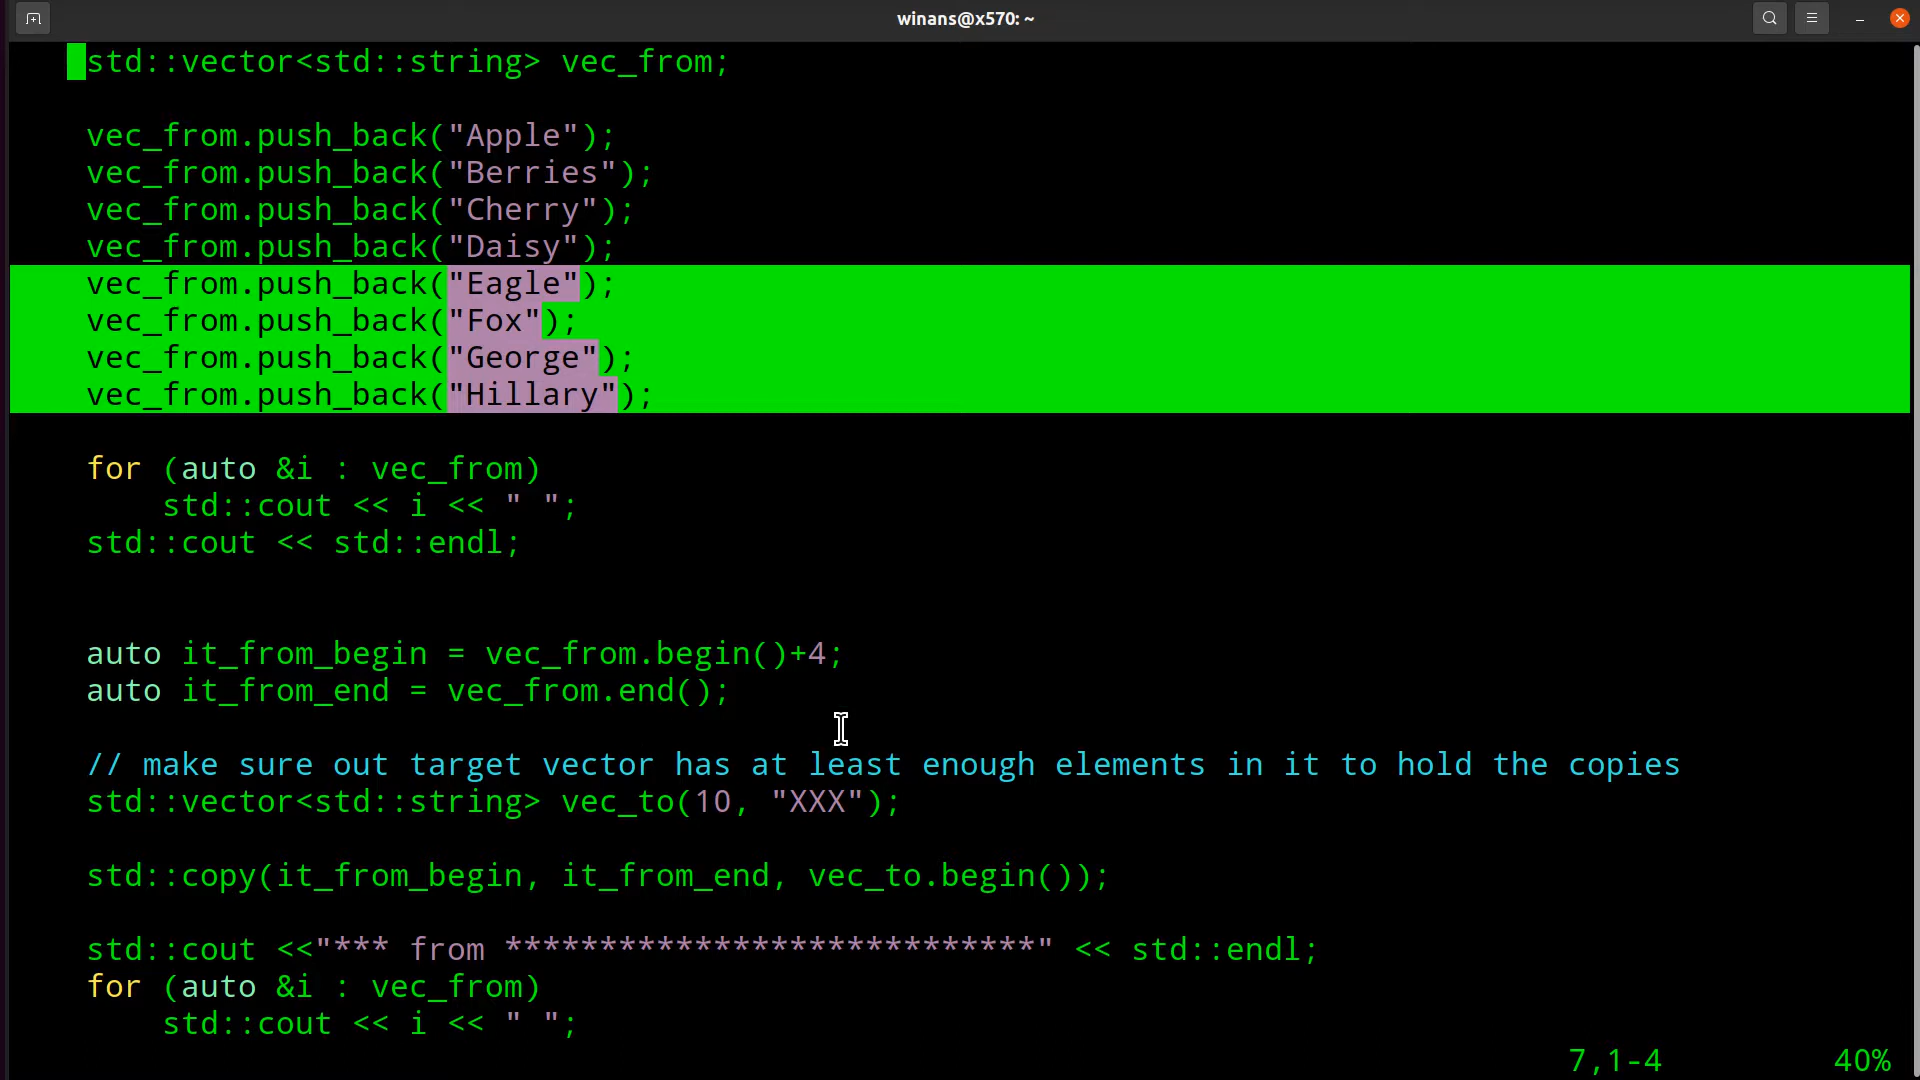 winans@x570: ~
std::vector<std::string> vec_from;
vec_from.push_back("Apple");
vec_from.push_back("Berries");
vec_from.push_back("Cherry");
vec_from.push_back("Daisy");
vec_from.push_back("Eagle");
vec_from.push_back("Fox");
vec_from.push_back("George");
vec_from.push_back("Hillary");
for (auto &i : vec_from)
std::cout << i << " ";
std::cout << std::endl;
auto it_from_begin = vec_from.begin()+4;
auto it_from_end = vec_from.end();
// make sure out target vector has at least enough elements in it to hold the copies
std::vector<std::string> vec_to(10, "XXX");
std::copy(it_from_begin, it_from_end, vec_to.begin());
std::cout <<"*** from ****************************" << std::endl;
for (auto &i : vec_from)
std::cout << i << " ";
7,1-4 40%